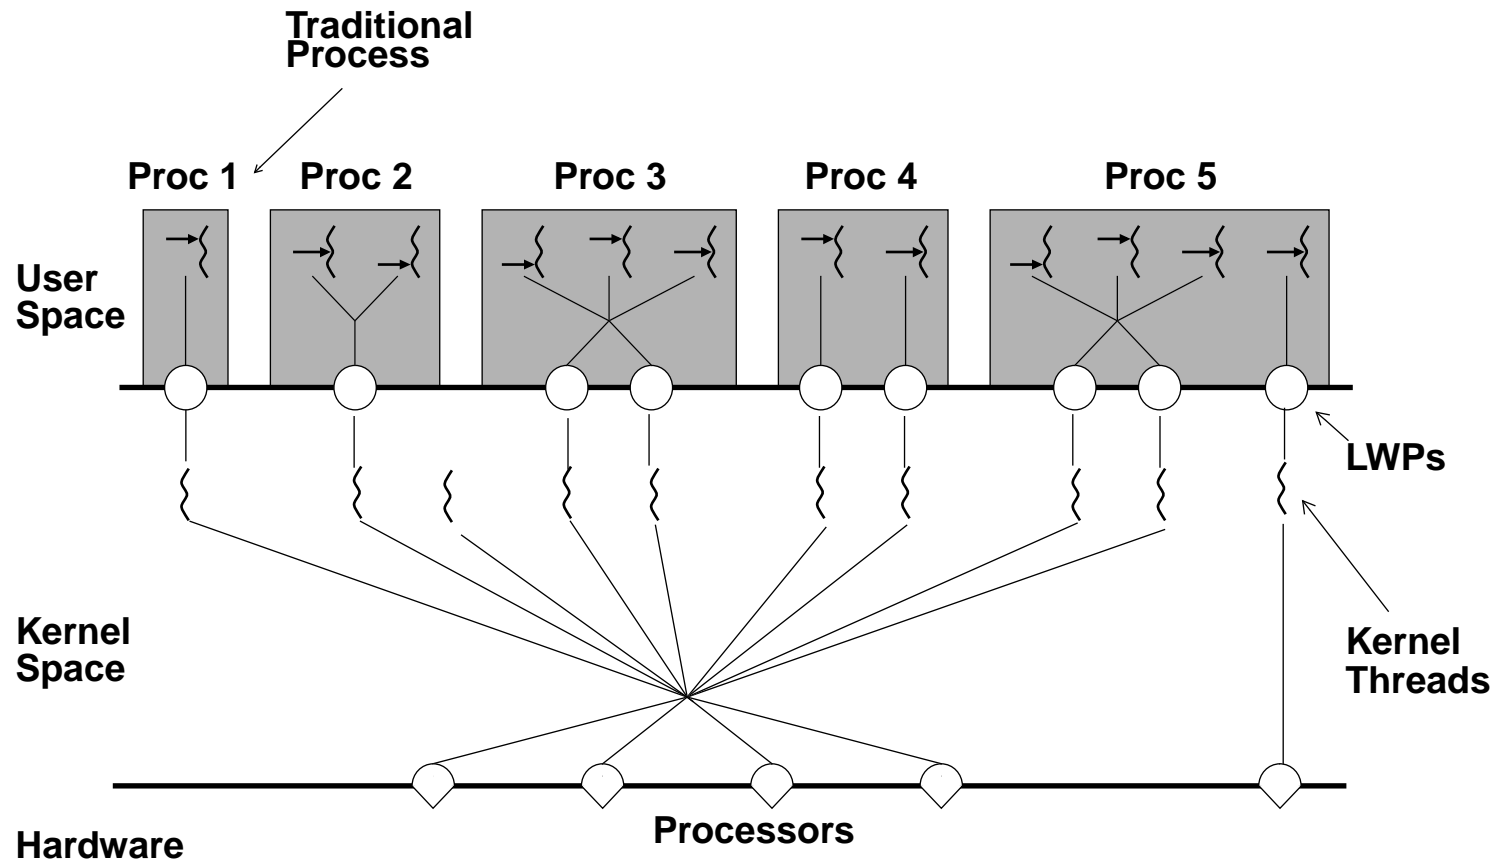 Traditional
Process
Proc 1
Proc 2
Proc 3
Proc 4
Proc 5
User
Space
LWPs
Kernel
Space
Kernel
Threads
Processors
Hardware